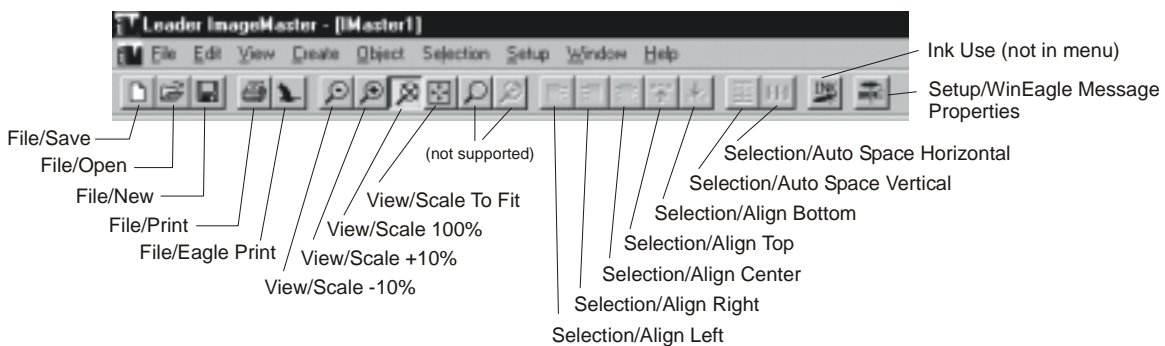 Leader ImageMaster - [IMaster1]
File Edit View Create Object Selection Setup Window Help
Ink Use (not in menu)
Setup/WinEagle Message
Properties
INK
File/Save
File/Open
File/New
File/Print
File/Eagle Print
(not supported)
View/Scale To Fit
View/Scale 100%
View/Scale +10%
View/Scale -10%
Selection/Auto Space Horizontal
Selection/Auto Space Vertical
Selection/Align Bottom
Selection/Align Top
Selection/Align Center
Selection/Align Right
Selection/Align Left